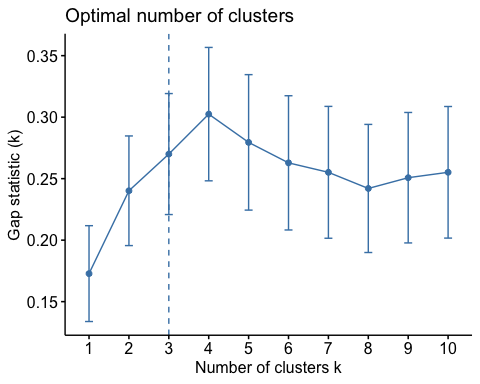 Optimal number of clusters
Gap statistic (k)
0.35
0.30
0.25
0.20
0.15
1 2 3 4 5 6 7 8 9 10
Number of clusters k